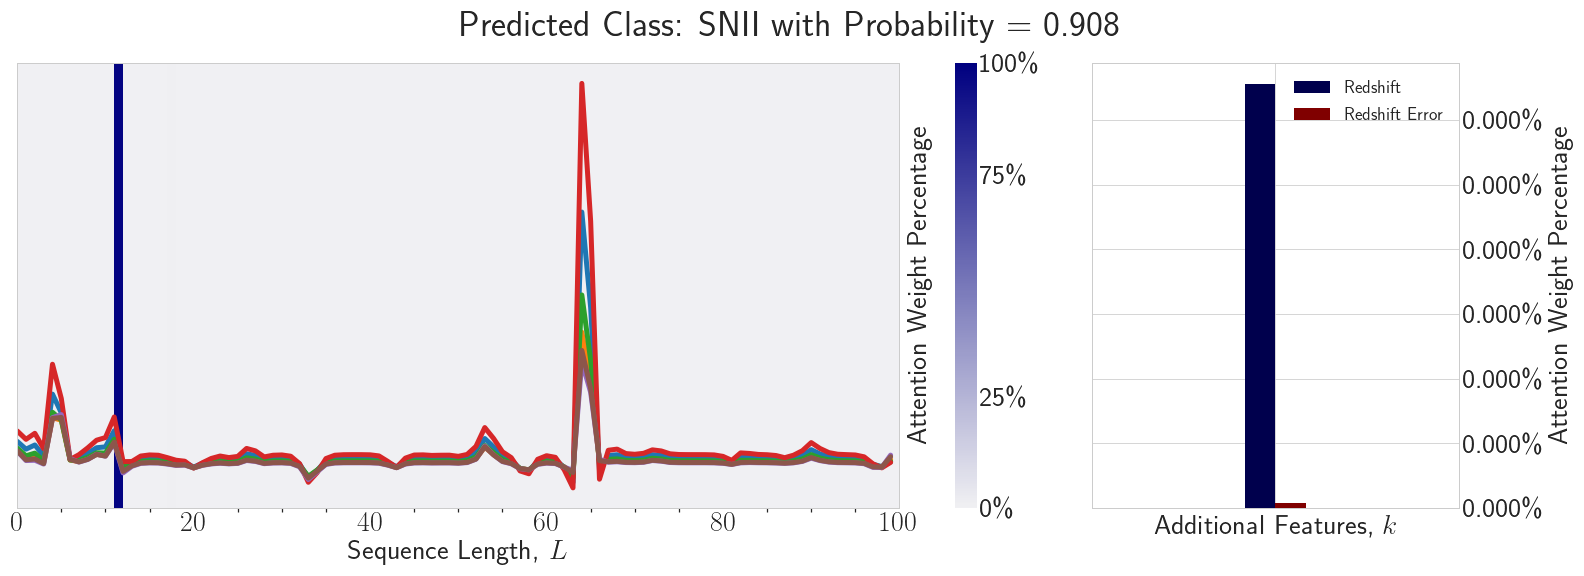 Predicted Class: SNII with Probability = 0.908
0
20
40
60
80
100
Sequence Length, L
100%
75%
25%
0%
Attention Weight Percentage
Redshift
Redshift Error
0.000%
0.000%
0.000%
0.000%
0.000%
0.000%
0.000%
Attention Weight Percentage
Additional Features, k